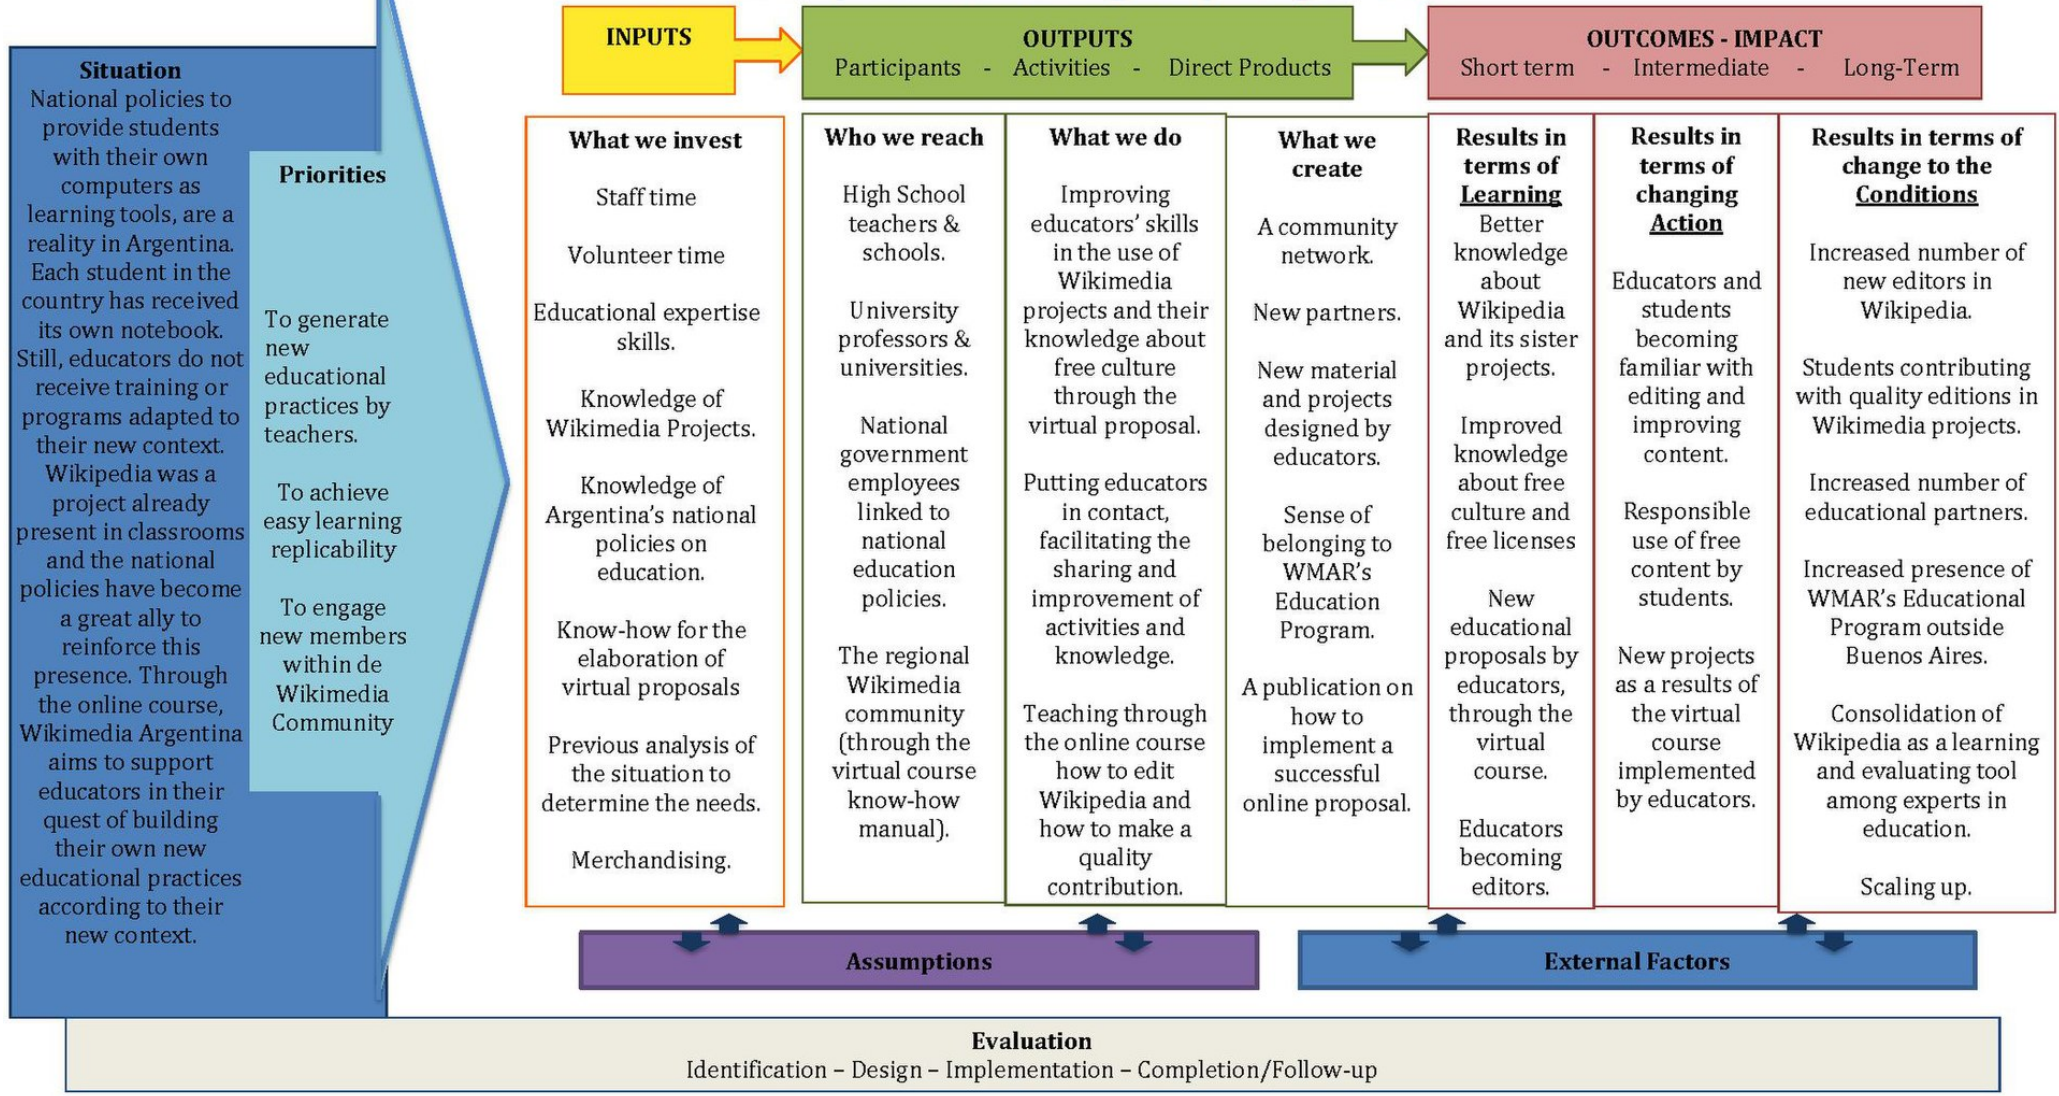 Situation
National policies to
provide students
with their own
computers as
learning tools, are a
reality in Argentina.
Each student in the
country has received
its own notebook.
Still, educators do not
receive training or
programs adapted to
their new context.
Wikipedia was a
project already
present in classrooms
and the national
policies have become
a great ally to
reinforce this
presence. Through
the online course,
Wikimedia Argentina
aims to support
educators in their
quest of building
their own new
educational practices
according to their
new context.
Priorities
To generate
new
educational
practices by
teachers.
To achieve
easy learning
replicability
To engage
new members
within de
Wikimedia
Community
INPUTS
What we invest
Staff time
Volunteer time
Educational expertise
skills.
Knowledge of
Wikimedia Projects.
Knowledge of
Argentina's national
policies on
education.
Know-how for the
elaboration of
virtual proposals
Previous analysis of
the situation to
determine the needs.
Merchandising.
OUTPUTS
Participants - Activities - Direct Products
Who we reach
High School
teachers &
schools.
University
professors &
universities.
National
government
employees
linked to
national
education
policies.
The regional
Wikimedia
community
(through the
virtual course
know-how
manual).
What we do
Improving
educators' skills
in the use of
Wikimedia
projects and their
knowledge about
free culture
through the
virtual proposal.
Putting educators
in contact,
facilitating the
sharing and
improvement of
activities and
knowledge.
Teaching through
the online course
how to edit
Wikipedia and
how to make a
quality
contribution.
What we
create
A community
network.
New partners.
New material
and projects
designed by
educators.
Sense of
belonging to
WMAR's
Education
Program.
A publication on
how to
implement a
successful
online proposal.
OUTCOMES - IMPACT
Short term - Intermediate - Long-Term
Results in
terms of
Learning
Better
knowledge
about
Wikipedia
and its sister
projects.
Improved
knowledge
about free
culture and
free licenses
New
educational
proposals by
educators,
through the
virtual
course.
Educators
becoming
editors.
Results in
terms of
changing
Action
Educators and
students
becoming
familiar with
editing and
improving
content.
Responsible
use of free
content by
students.
New projects
as a results of
the virtual
course
implemented
by educators.
Results in terms of
change to the
Conditions
Increased number of
new editors in
Wikipedia.
Students contributing
with quality editions in
Wikimedia projects.
Increased number of
educational partners.
Increased presence of
WMAR's Educational
Program outside
Buenos Aires.
Consolidation of
Wikipedia as a learning
and evaluating tool
among experts in
education.
Scaling up.
Assumptions
External Factors
Evaluation
Identification – Design – Implementation – Completion/Follow-up